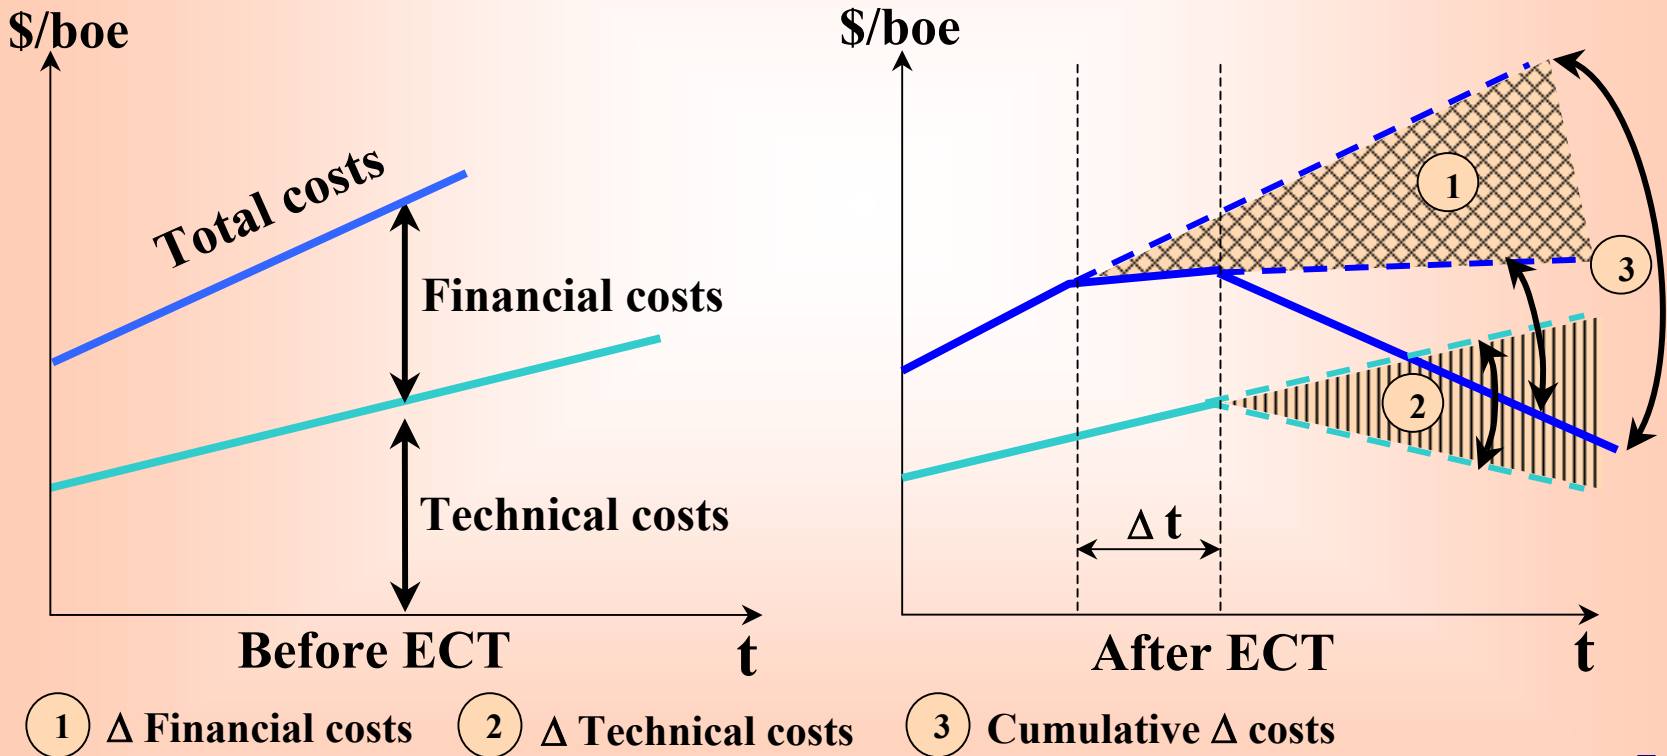 $/boe
Total costs
Financial costs
Technical costs
Before ECT
t
$/boe
1
3
2
Δ t
After ECT
t
1 Δ Financial costs
2 Δ Technical costs
3 Cumulative Δ costs